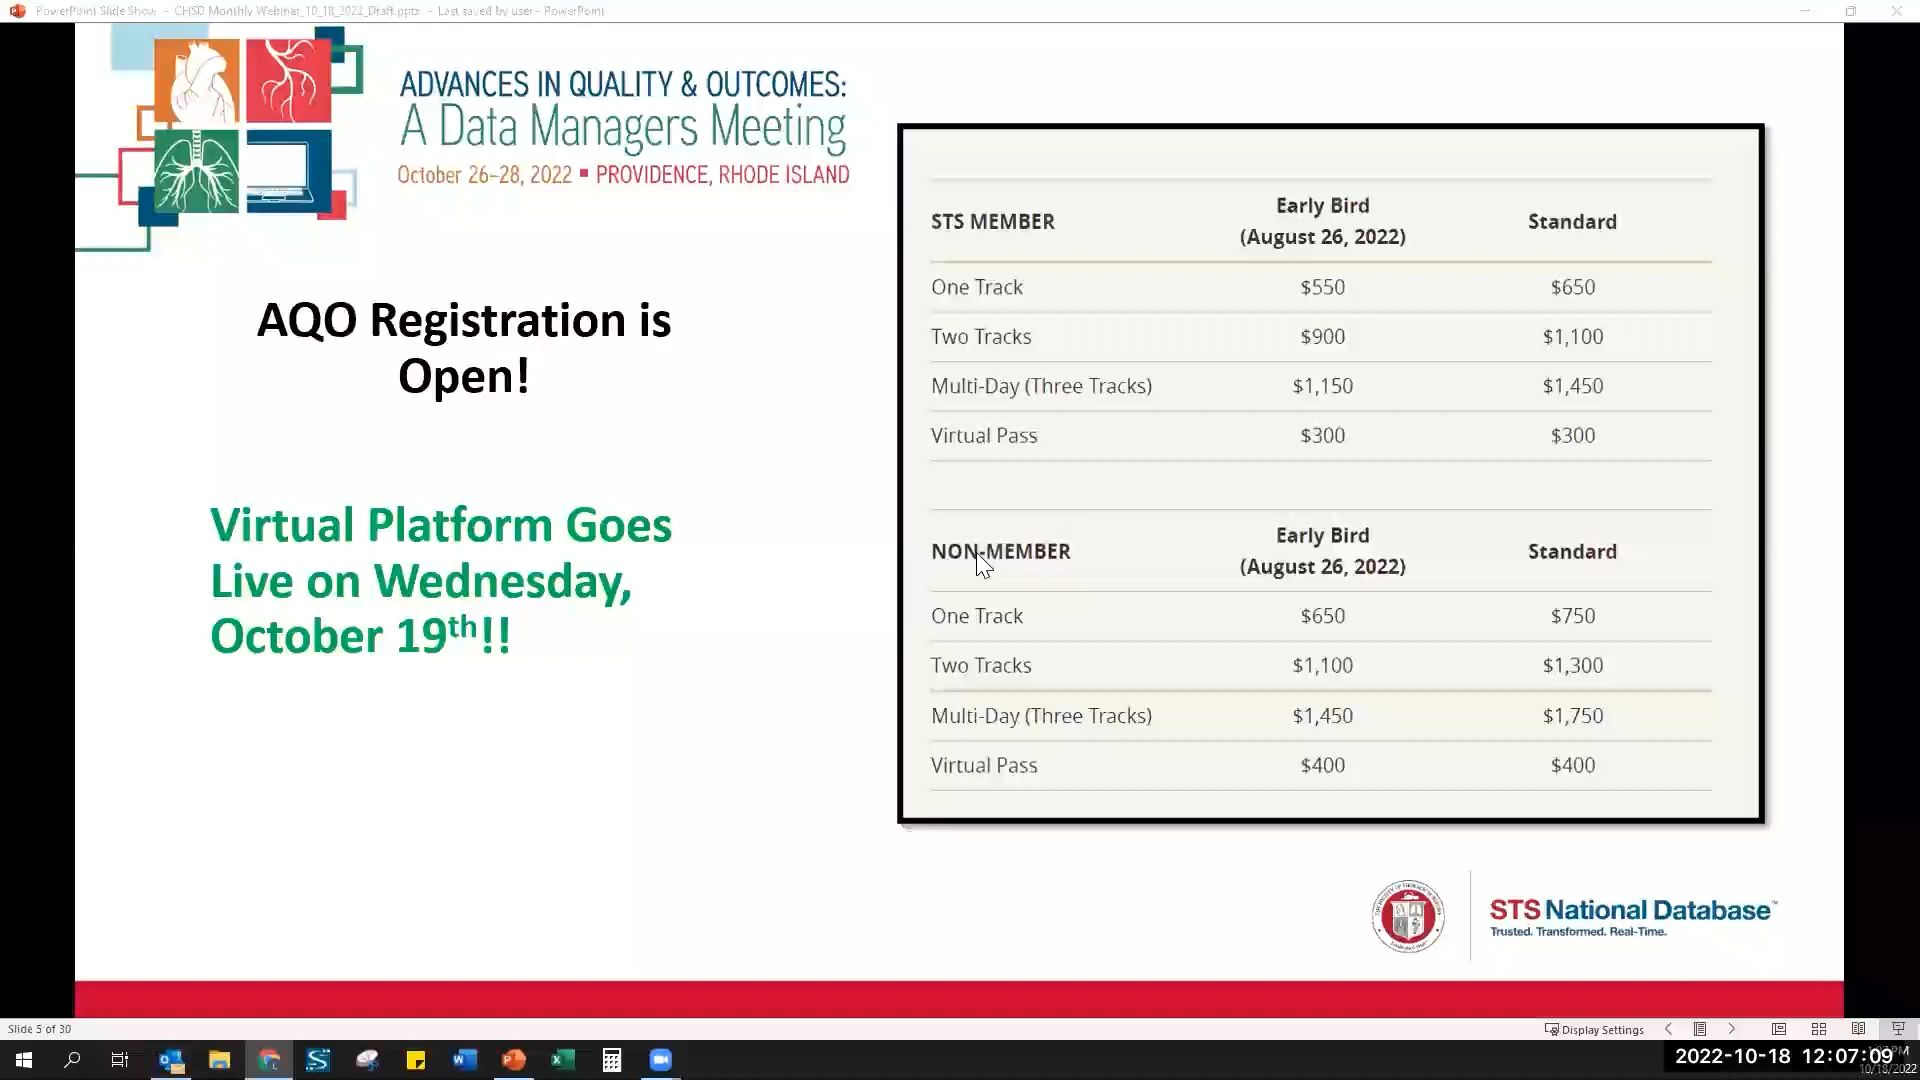 PowerPoint Slide Show - CHSD Monthly Webinar_10_18_2022_Draft.pptx - Last saved by user - PowerPoint
ADVANCES IN QUALITY & OUTCOMES:
A Data Managers Meeting
October 26–28, 2022 ▪ PROVIDENCE, RHODE ISLAND
AQO Registration is
Open!
Virtual Platform Goes
Live on Wednesday,
October 19th!!
STS MEMBER Early Bird (August 26, 2022) Standard
One Track $550 $650
Two Tracks $900 $1,100
Multi-Day (Three Tracks) $1,150 $1,450
Virtual Pass $300 $300
NON-MEMBER Early Bird (August 26, 2022) Standard
One Track $650 $750
Two Tracks $1,100 $1,300
Multi-Day (Three Tracks) $1,450 $1,750
Virtual Pass $400 $400
STS National Database™
Trusted. Transformed. Real-Time.
Slide 5 of 30
Display Settings
2022-10-18 12:07:09
10/18/2022